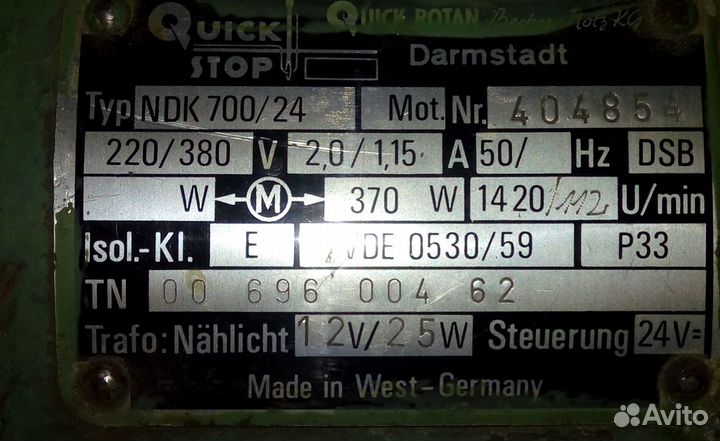 QUICK STOP
QUICK ROTAN
Darmstadt
Typ NDK 700/24 Mot. Nr. 404854
220/380 V 2,0/1,15 A 50/ Hz DSB
W M 370 W 1420/112 U/min
Isol.-Kl. E VDE 0530/59 P33
TN 00 696 004 62
Trafo: Nählicht 12V/25W Steuerung 24V=
Made in West-Germany
Avito